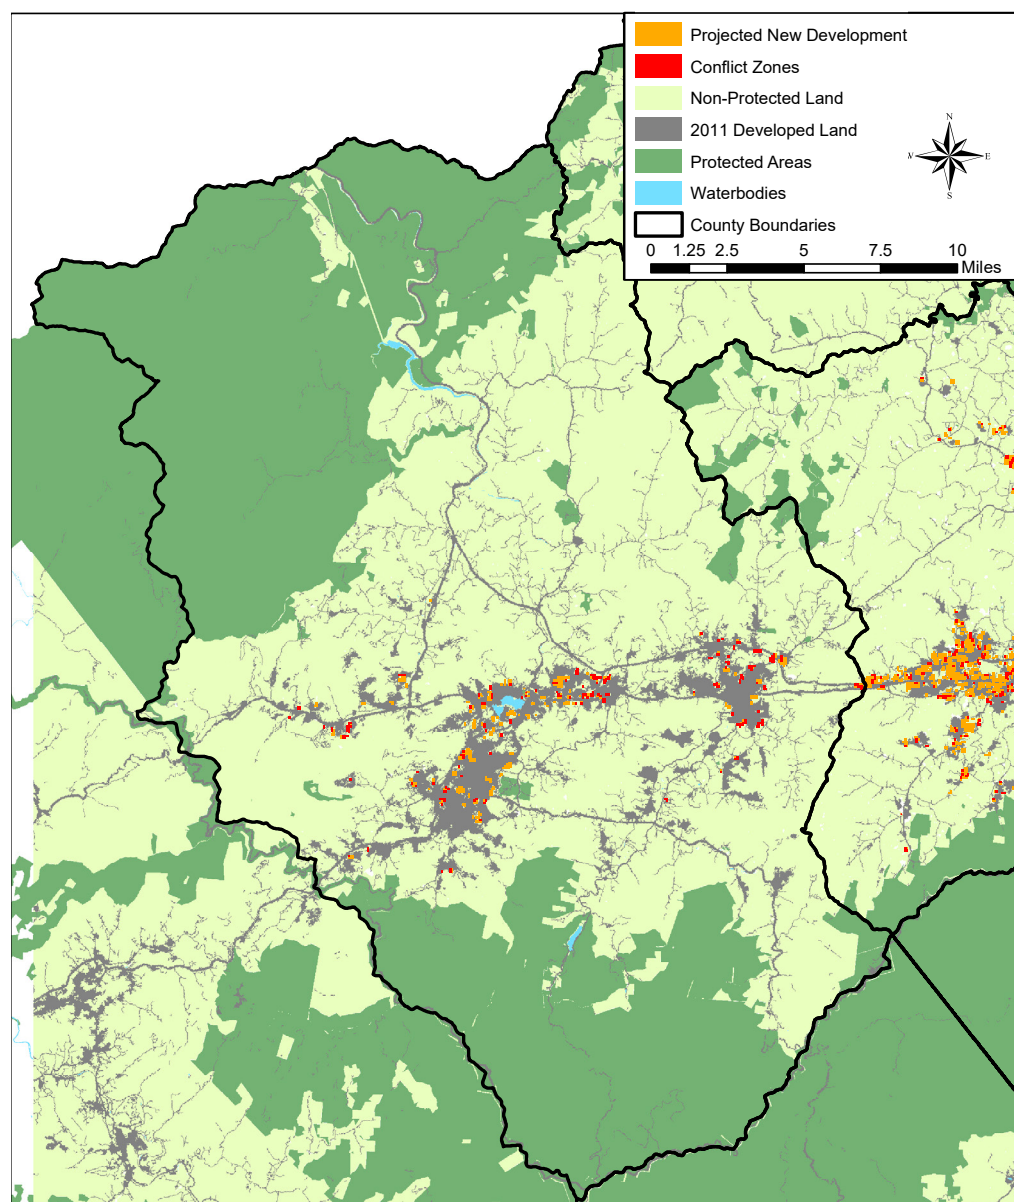 Projected New Development
Conflict Zones
Non-Protected Land
2011 Developed Land
Protected Areas
Waterbodies
County Boundaries
N
E
S
0 1.25 2.5 5 7.5 10
Miles